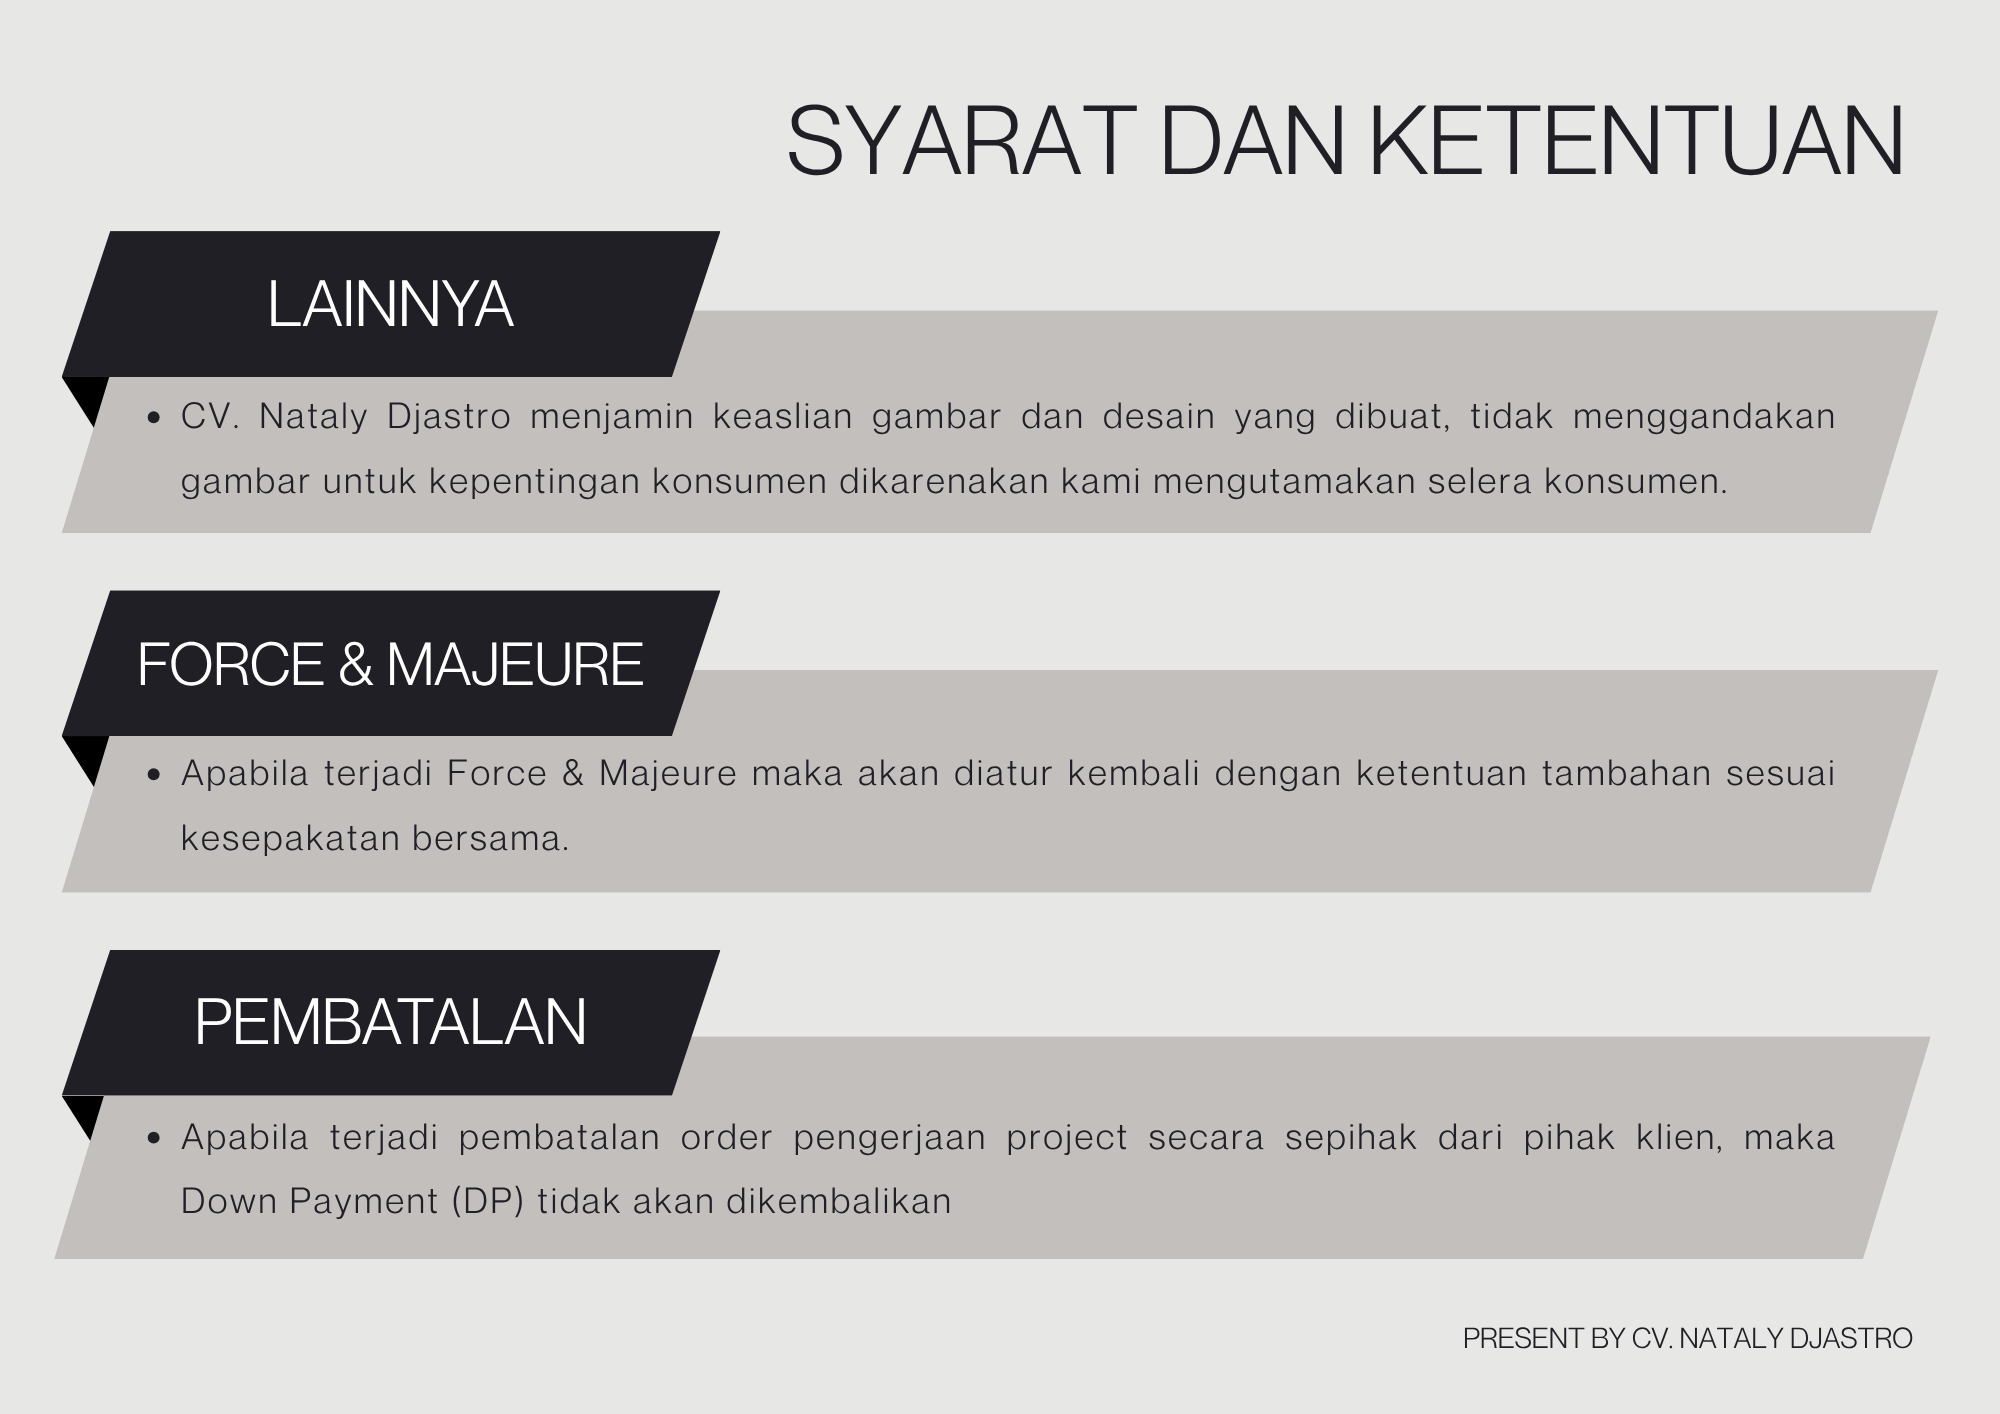 SYARAT DAN KETENTUAN
LAINNYA
• CV. Nataly Djastro menjamin keaslian gambar dan desain yang dibuat, tidak menggandakan
gambar untuk kepentingan konsumen dikarenakan kami mengutamakan selera konsumen.
FORCE & MAJEURE
• Apabila terjadi Force & Majeure maka akan diatur kembali dengan ketentuan tambahan sesuai
kesepakatan bersama.
PEMBATALAN
• Apabila terjadi pembatalan order pengerjaan project secara sepihak dari pihak klien, maka
Down Payment (DP) tidak akan dikembalikan
PRESENT BY CV. NATALY DJASTRO